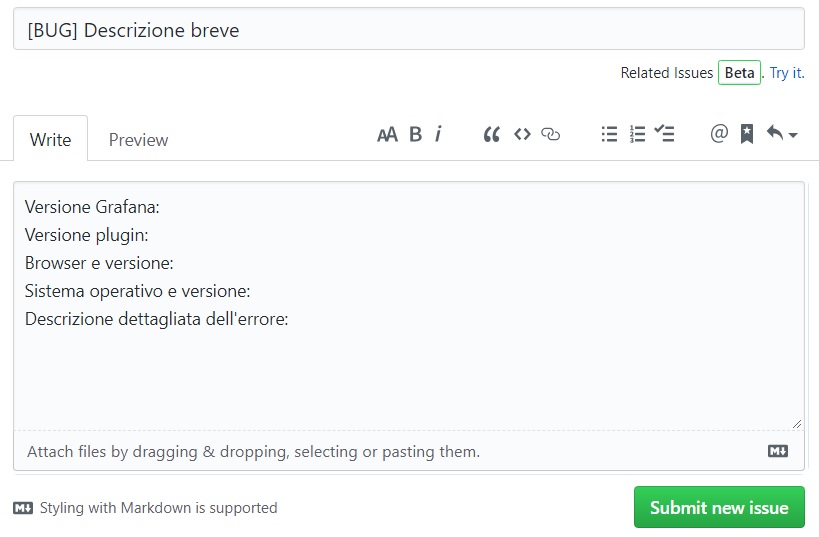 [BUG] Descrizione breve
Related Issues Beta. Try it.
Write Preview AA B i @
Versione Grafana:
Versione plugin:
Browser e versione:
Sistema operativo e versione:
Descrizione dettagliata dell'errore:
Attach files by dragging & dropping, selecting or pasting them.
Styling with Markdown is supported
Submit new issue